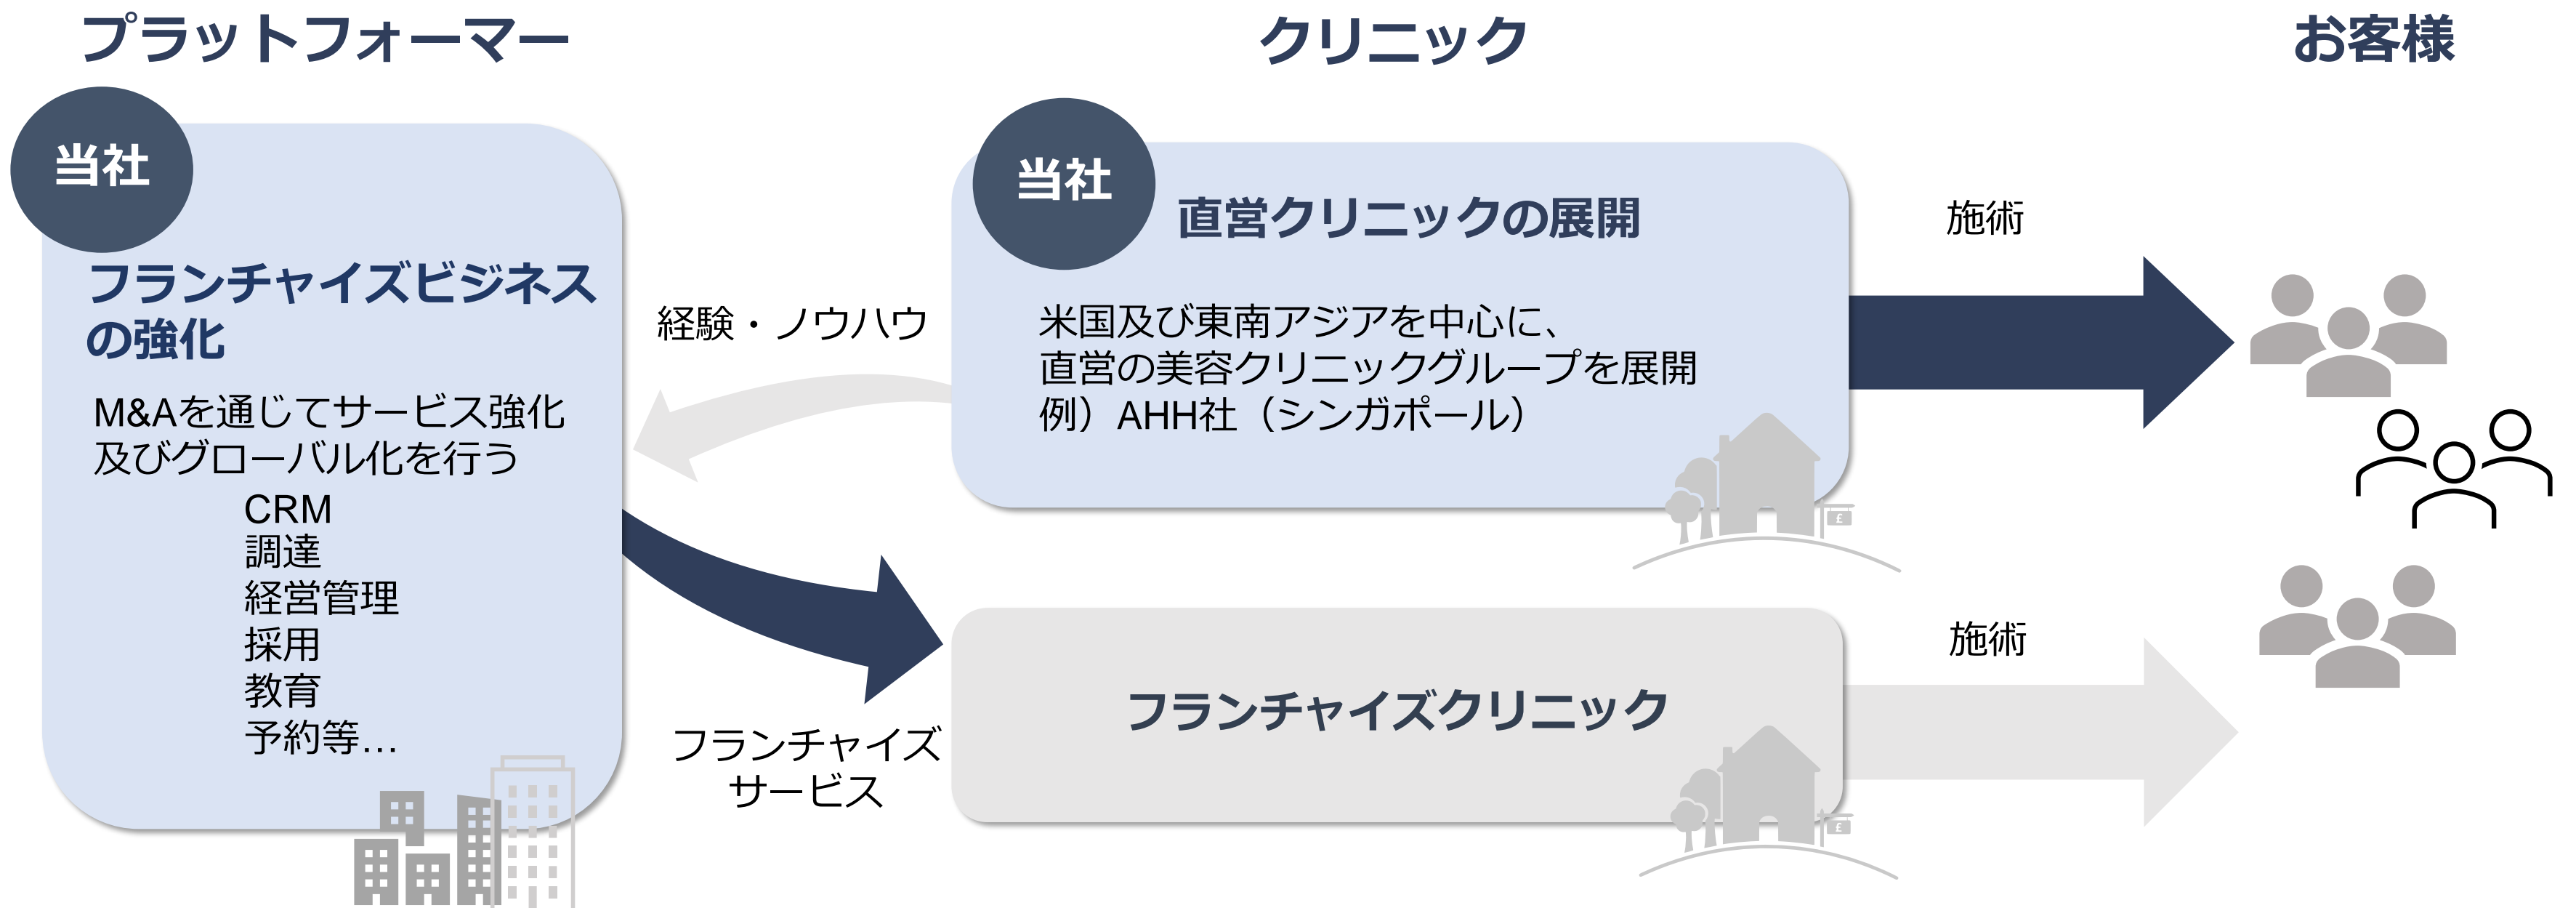 プラットフォーマー
クリニック
お客様
当社
フランチャイズビジネス
の強化
M&Aを通じてサービス強化
及びグローバル化を行う
CRM
調達
経営管理
採用
教育
予約等…
経験・ノウハウ
フランチャイズ
サービス
当社
直営クリニックの展開
米国及び東南アジアを中心に、
直営の美容クリニックグループを展開
例）AHH社（シンガポール）
£
フランチャイズクリニック
£
施術
施術